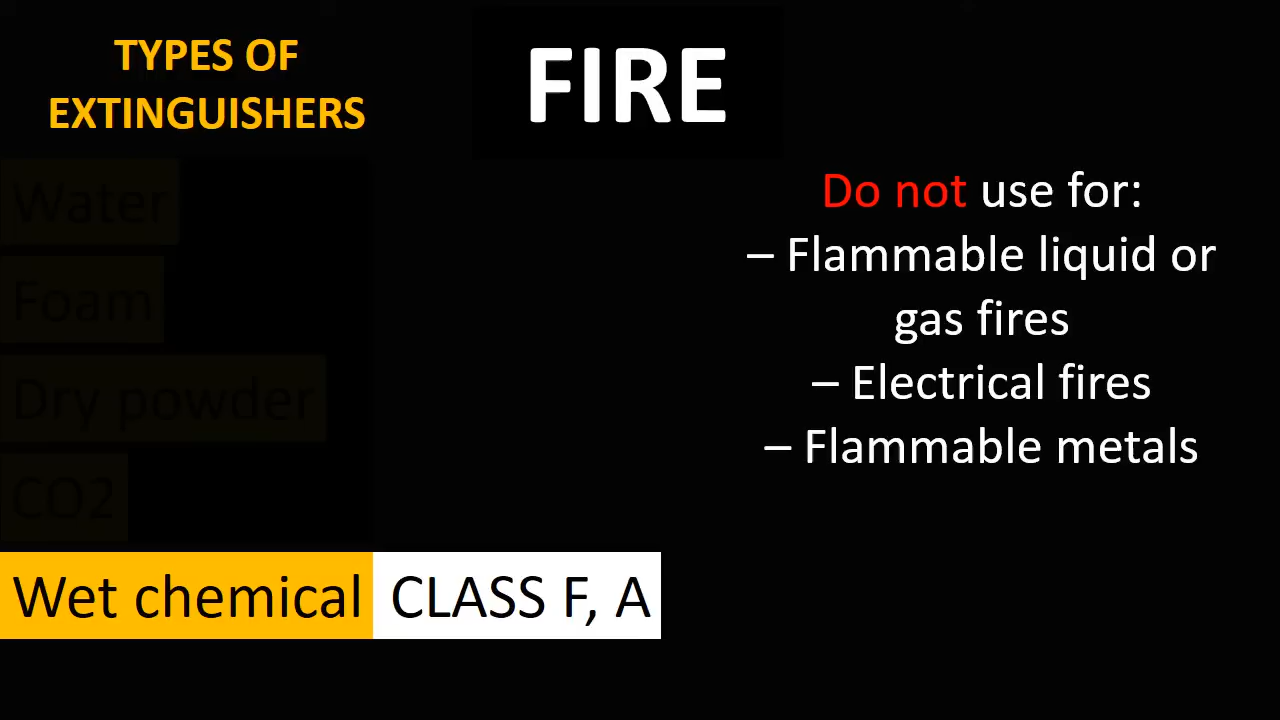 TYPES OF
EXTINGUISHERS
FIRE
Water
Foam
Dry powder
CO2
Wet chemical CLASS F, A
Do not use for:
– Flammable liquid or
gas fires
– Electrical fires
– Flammable metals